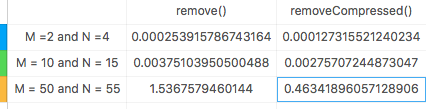 remove() removeCompressed()
M =2 and N =4 0.000253915786743164 0.000127315521240234
M = 10 and N = 15 0.00375103950500488 0.00275707244873047
M = 50 and N = 55 1.5367579460144 0.46341896057128906